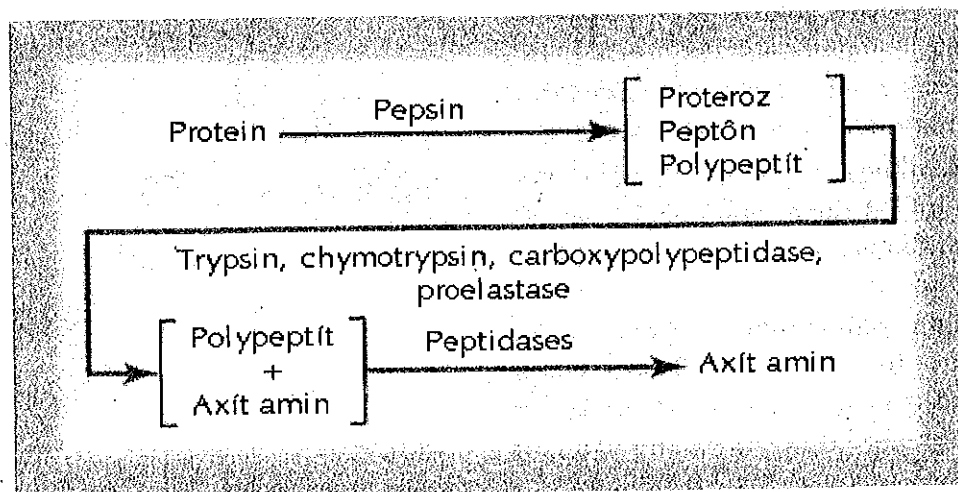 Protein
Pepsin
Proteroz
Peptôn
Polypeptít
Trypsin, chymotrypsin, carboxypolypeptidase,
proelastase
Polypeptít
+
Axít amin
Peptidases
Axít amin